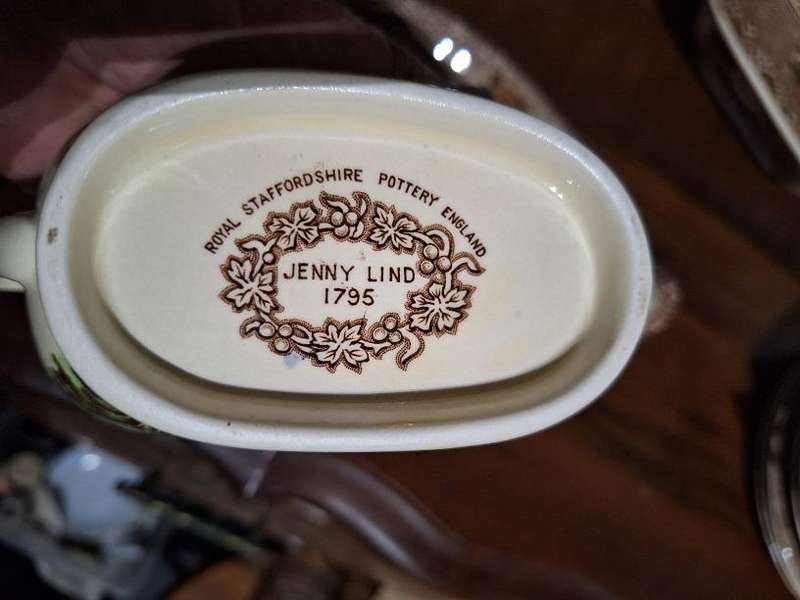 ROYAL STAFFORDSHIRE POTTERY ENGLAND
JENNY LIND
1795